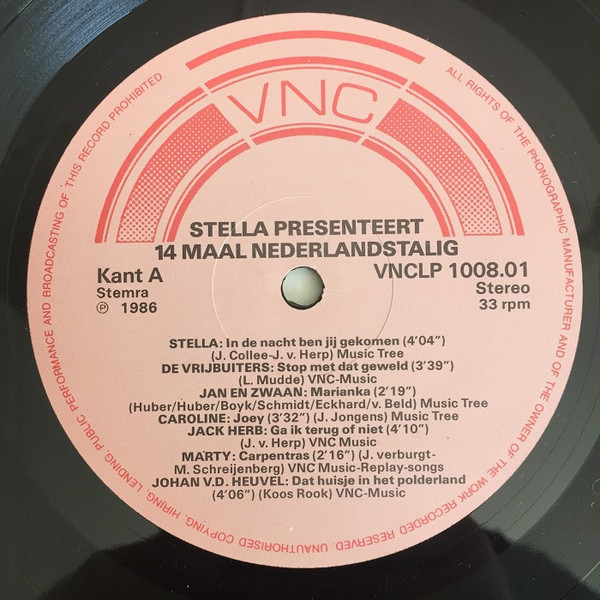 ALL RIGHTS OF THE PHONOGRAPHIC MANUFACTURER AND OF THE OWNER OF THE WORK RECORDED RESERVED. UNAUTHORISED COPYING, HIRING, LENDING, PUBLIC PERFORMANCE AND BROADCASTING OF THIS RECORD PROHIBITED.
VNC
STELLA PRESENTEERT
14 MAAL NEDERLANDSTALIG
Kant A
Stemra
℗ 1986
VNCLP 1008.01
Stereo
33 rpm
STELLA: In de nacht ben jij gekomen (4'04")
(J. Collee-J. v. Herp) Music Tree
DE VRIJBUITERS: Stop met dat geweld (3'39")
(L. Mudde) VNC-Music
JAN EN ZWAAN: Marianka (2'19")
(Huber/Huber/Boyk/Schmidt/Eckhard/v. Beld) Music Tree
CAROLINE: Joey (3'32") (J. Jongens) Music Tree
JACK HERB: Ga ik terug of niet (4'10")
(J. v. Herp) VNC Music
MARTY: Carpentras (2'16") (J. verburgt-
M. Schreijenberg) VNC Music-Replay-songs
JOHAN V.D. HEUVEL: Dat huisje in het polderland
(4'06") (Koos Rook) VNC-Music